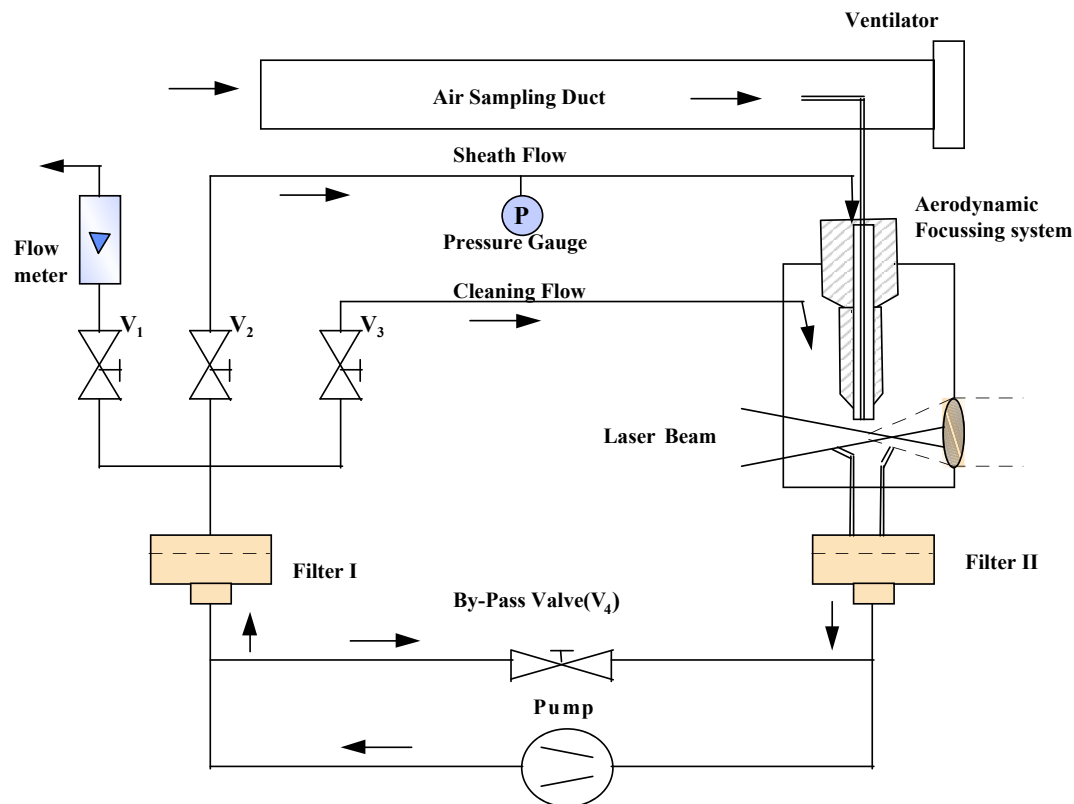 Ventilator
Air Sampling Duct
Sheath Flow
Aerodynamic
Focussing system
P
Pressure Gauge
Flow
meter
Cleaning Flow
V1
V2
V3
Laser Beam
Filter I
Filter II
By-Pass Valve(V4)
Pump